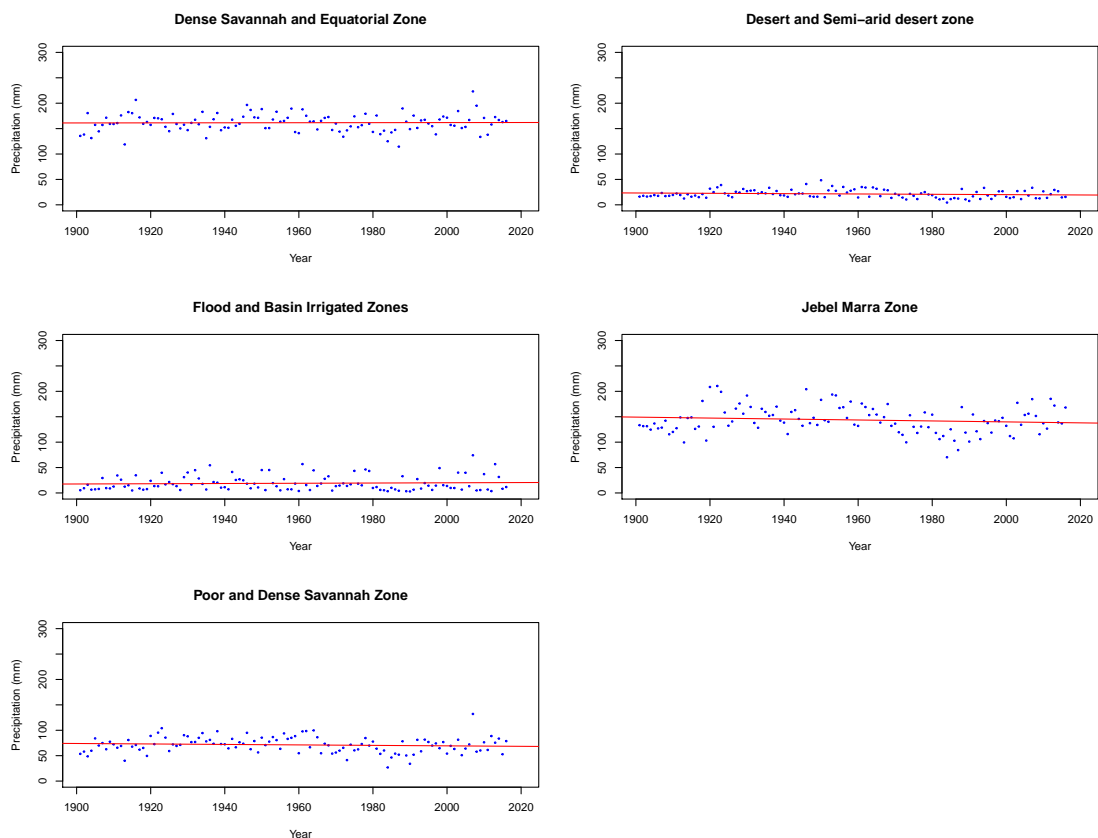 Dense Savannah and Equatorial Zone
Precipitation (mm)
300
200
150
100
50
0
1900 1920 1940 1960 1980 2000 2020
Year
Desert and Semi−arid desert zone
Precipitation (mm)
300
200
150
100
50
0
1900 1920 1940 1960 1980 2000 2020
Year
Flood and Basin Irrigated Zones
Precipitation (mm)
300
200
150
100
50
0
1900 1920 1940 1960 1980 2000 2020
Year
Jebel Marra Zone
Precipitation (mm)
300
200
150
100
50
0
1900 1920 1940 1960 1980 2000 2020
Year
Poor and Dense Savannah Zone
Precipitation (mm)
300
200
150
100
50
0
1900 1920 1940 1960 1980 2000 2020
Year